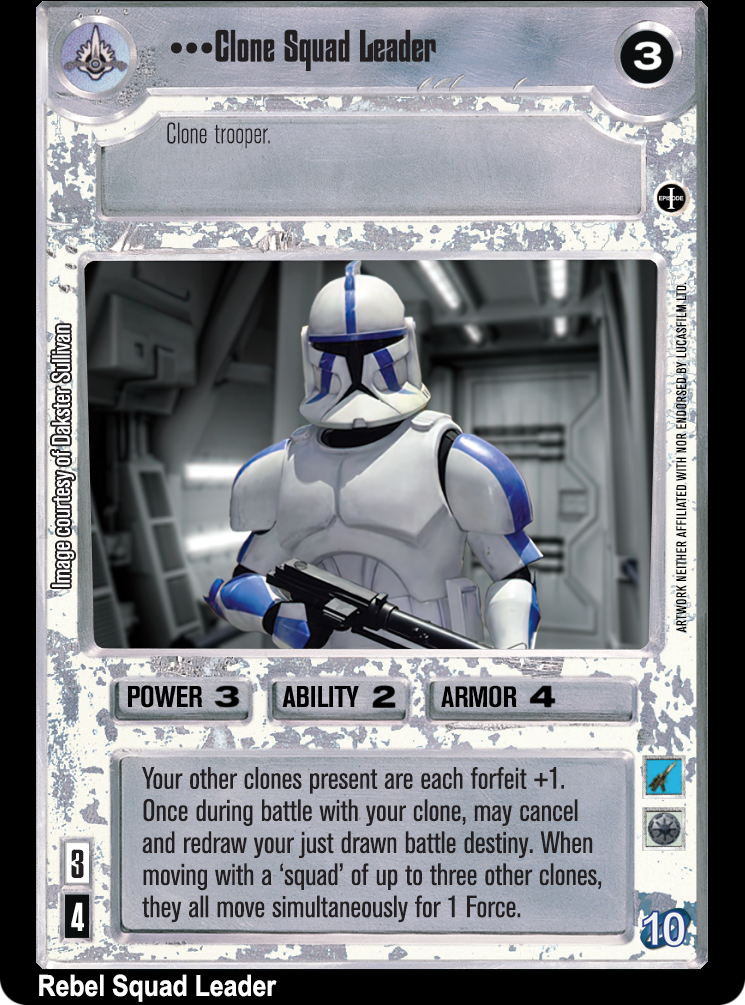 •••Clone Squad Leader
3
Clone trooper.
EPISODE
I
Image courtesy of Dakster Sullivan
ARTWORK NEITHER AFFILIATED WITH NOR ENDORSED BY LUCASFILM LTD.
POWER 3 ABILITY 2 ARMOR 4
Your other clones present are each forfeit +1.
Once during battle with your clone, may cancel
and redraw your just drawn battle destiny. When
moving with a ‘squad’ of up to three other clones,
they all move simultaneously for 1 Force.
3
4
10
Rebel Squad Leader